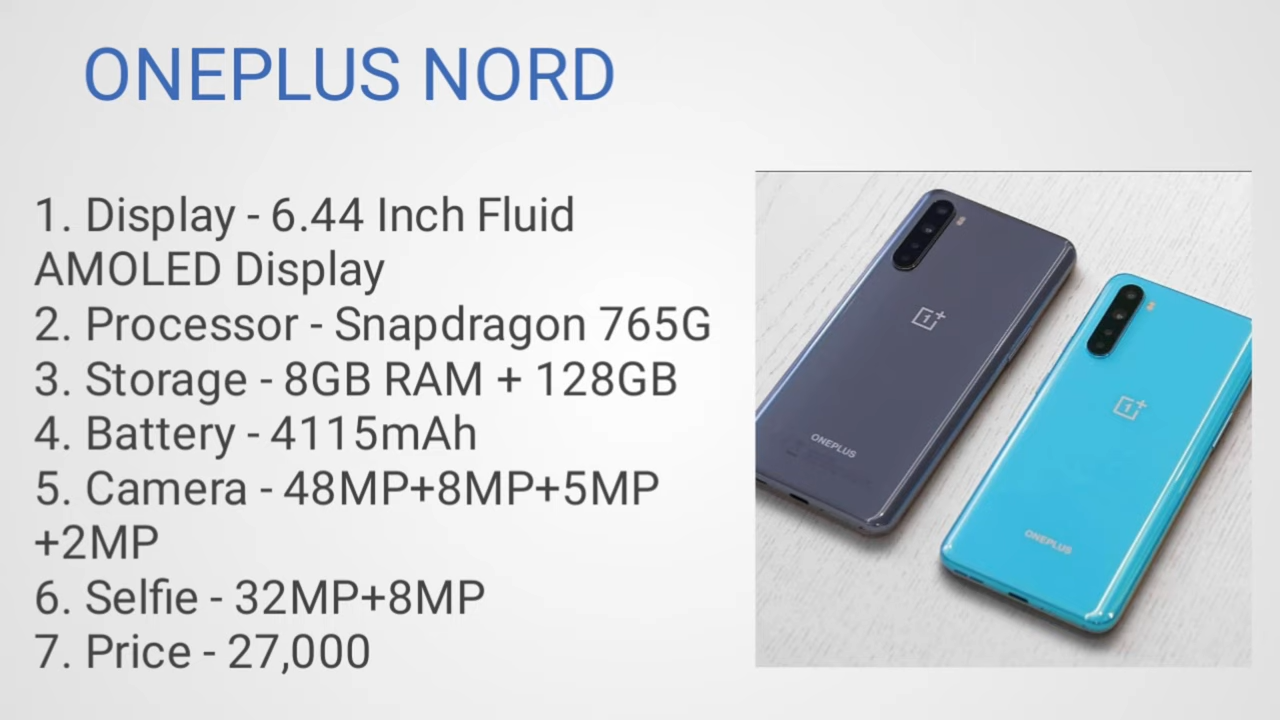 ONEPLUS NORD
1. Display - 6.44 Inch Fluid
AMOLED Display
2. Processor - Snapdragon 765G
3. Storage - 8GB RAM + 128GB
4. Battery - 4115mAh
5. Camera - 48MP+8MP+5MP
+2MP
6. Selfie - 32MP+8MP
7. Price - 27,000
ONEPLUS
ONEPLUS